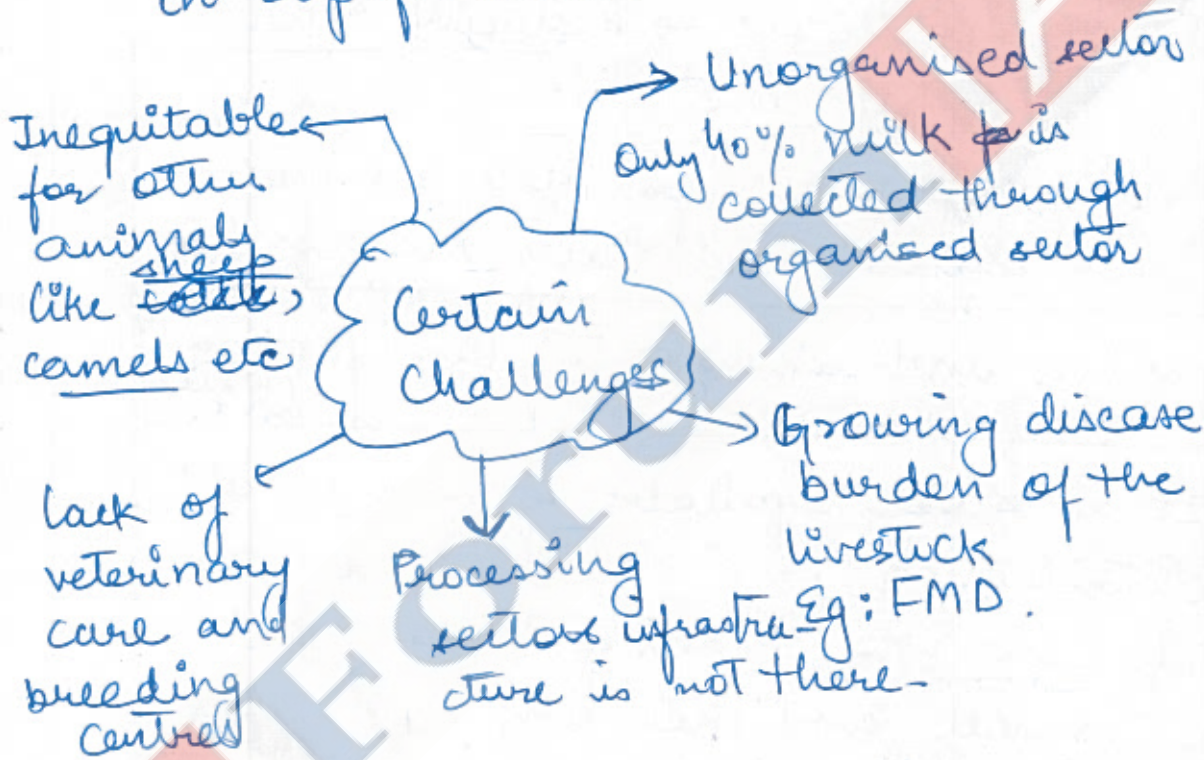 Unorganised sector
Only 40% milk is
collected through
organised sector
Inequitable
for other
animals
like sheep,
camels etc
Certain
Challenges
Growing disease
burden of the
livestock
Eg: FMD.
Processing
sectors infrastru-
cture is not there-
lack of
veterinary
care and
breeding
centres
Forum